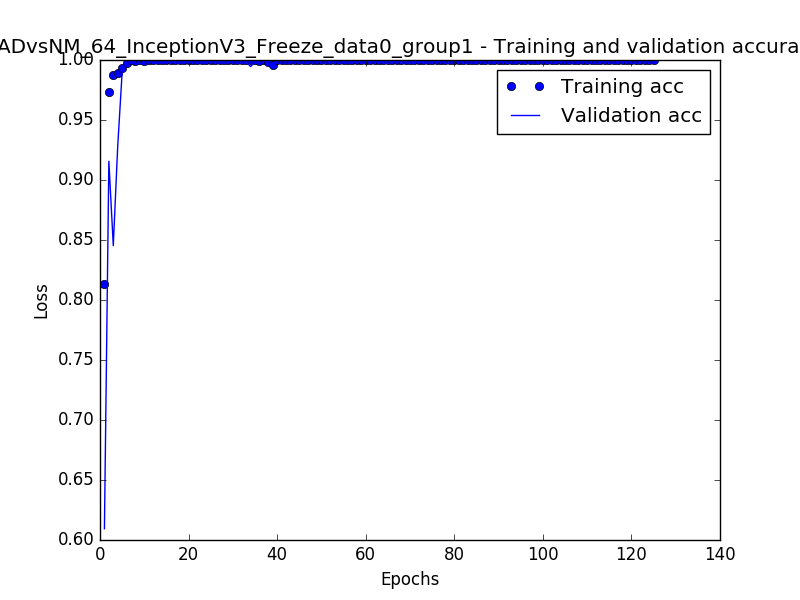 ADvsNM_64_InceptionV3_Freeze_data0_group1 - Training and validation accura
1.00
0.95
0.90
0.85
0.80
0.75
0.70
0.65
0.60
Loss
Training acc
Validation acc
0 20 40 60 80 100 120 140
Epochs